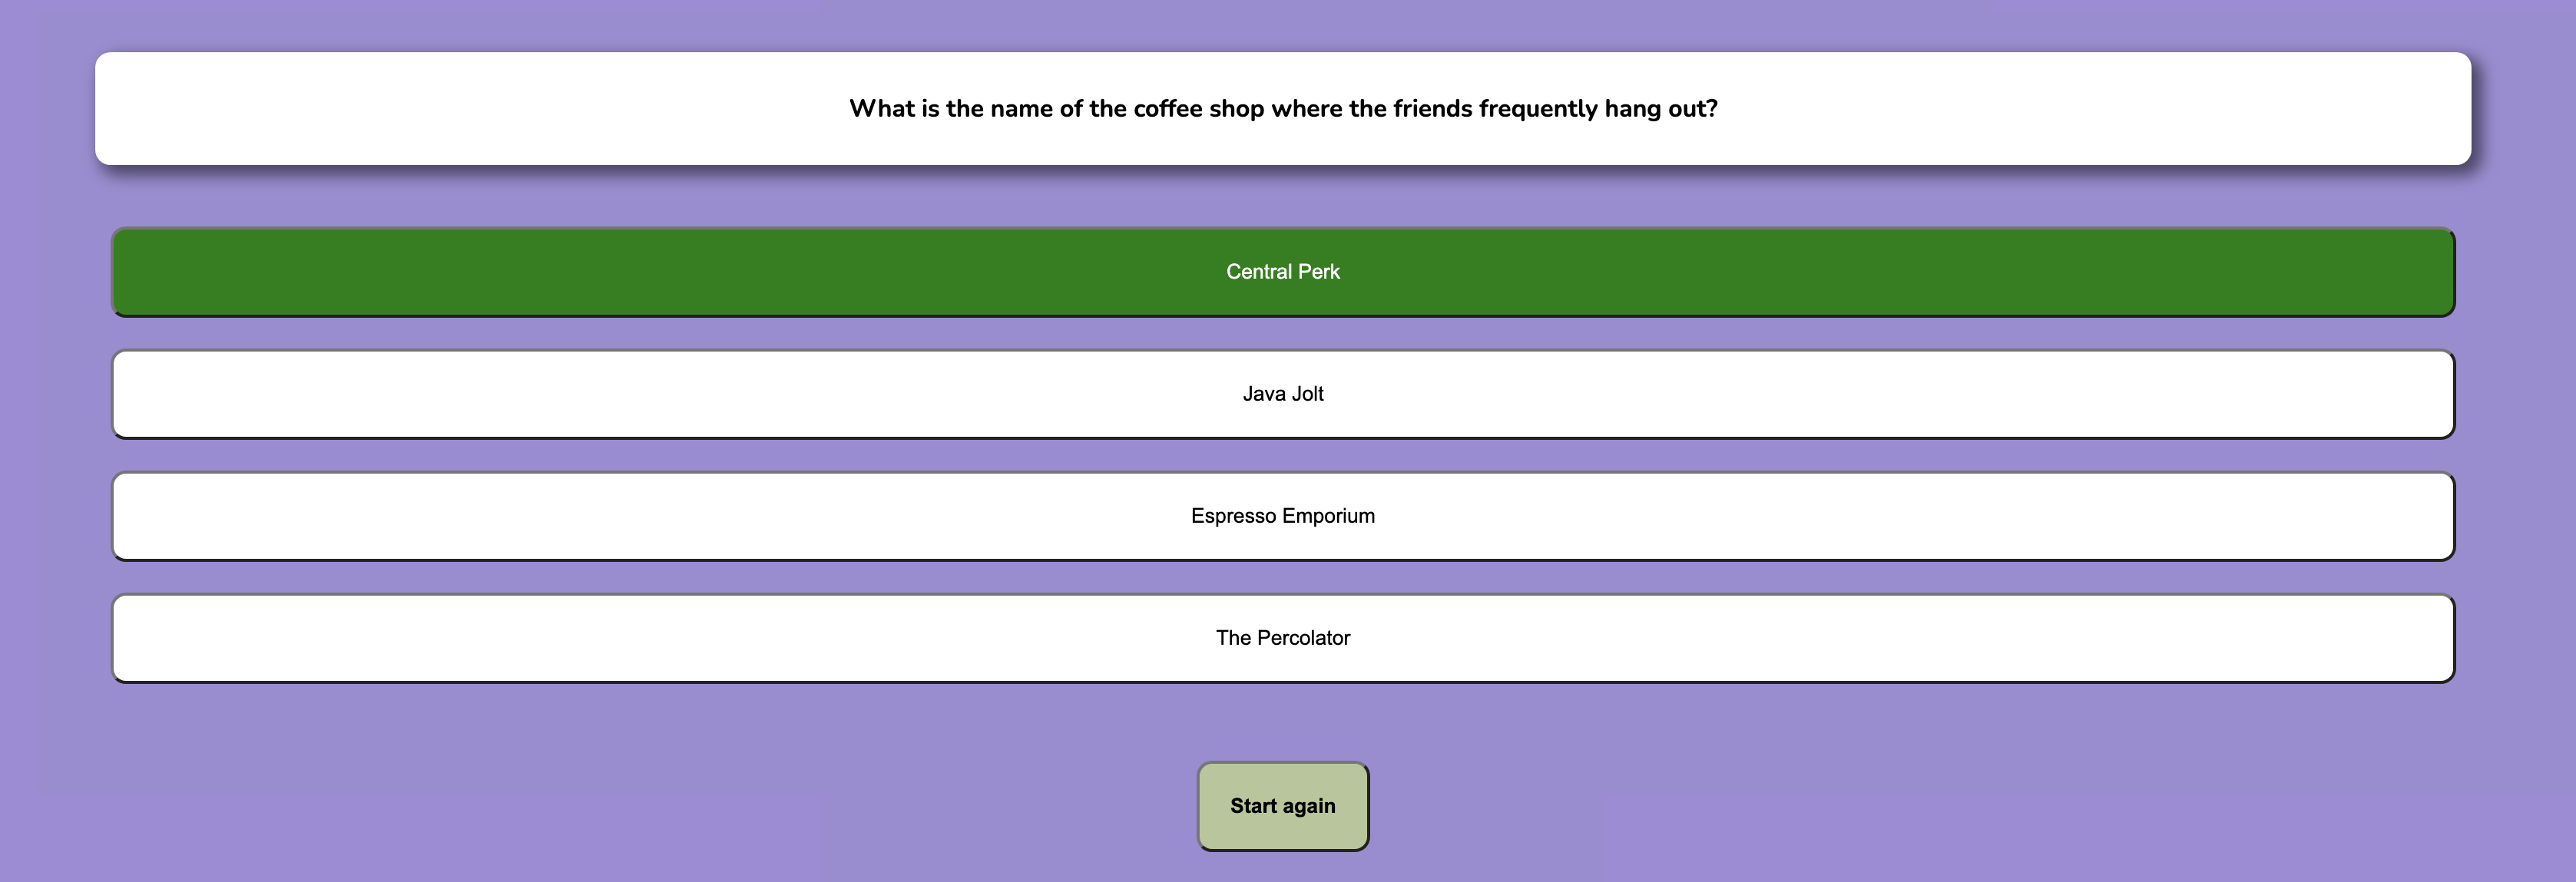 What is the name of the coffee shop where the friends frequently hang out?
Central Perk
Java Jolt
Espresso Emporium
The Percolator
Start again